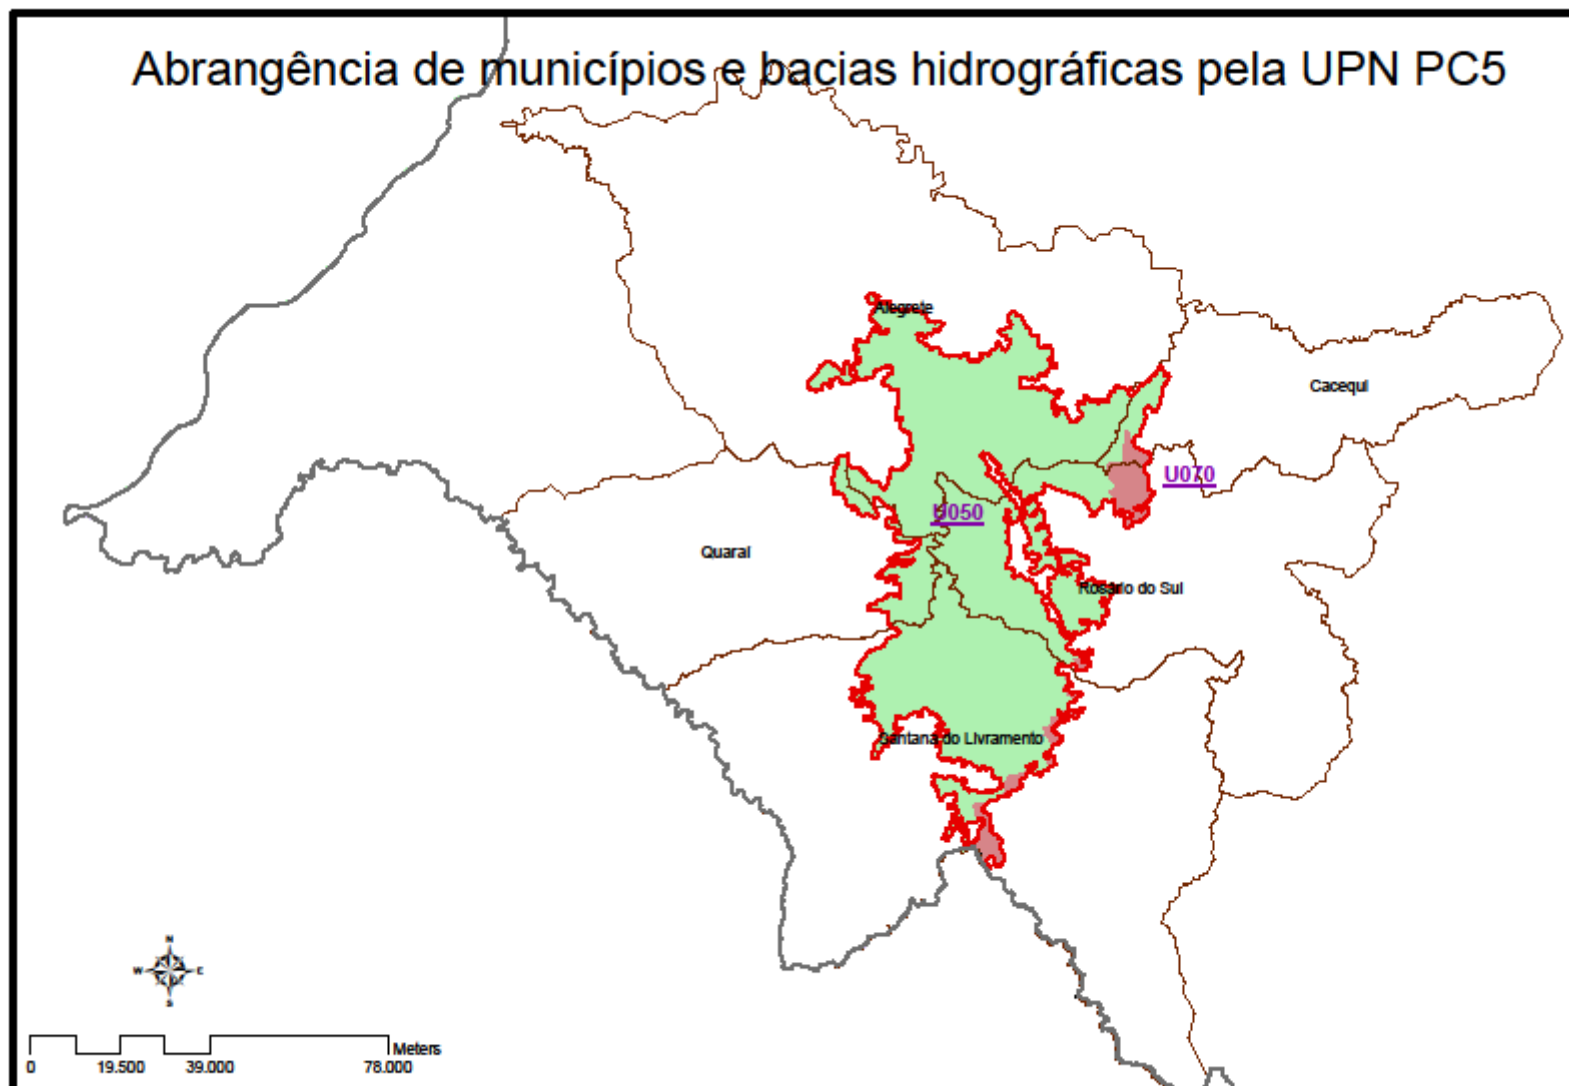 Abrangência de municípios e bacias hidrográficas pela UPN PC5
Alegrete
Cacequi
U070
U050
Quaraí
Rosário do Sul
Santana do Livramento
N
W E
S
Meters
0 19.500 39.000 78.000